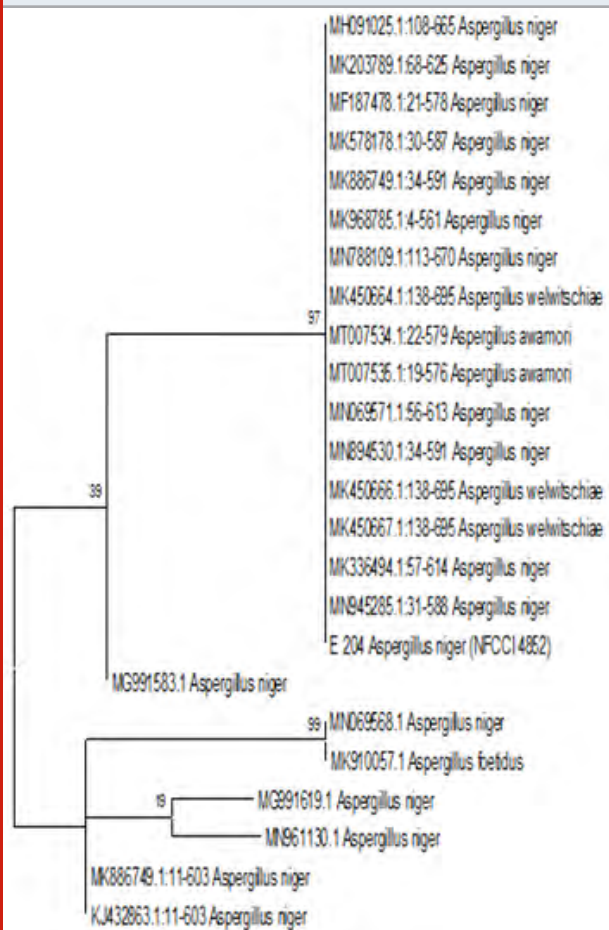 MH091025.1:108-665 Aspergillus niger
MK203789.1:68-625 Aspergillus niger
MF187478.1:21-578 Aspergillus niger
MK578178.1:30-587 Aspergillus niger
MK886749.1:34-591 Aspergillus niger
MK968785.1:4-561 Aspergillus niger
MN788109.1:113-670 Aspergillus niger
MK450664.1:138-695 Aspergillus welwitschiae
97
MT007534.1:22-579 Aspergillus awamori
MT007535.1:19-576 Aspergillus awamori
MN069571.1:56-613 Aspergillus niger
MN894530.1:34-591 Aspergillus niger
39
MK450666.1:138-695 Aspergillus welwitschiae
MK450667.1:138-695 Aspergillus welwitschiae
MK336494.1:57-614 Aspergillus niger
MN945285.1:31-588 Aspergillus niger
E 204 Aspergillus niger (NFCCI 4852)
MG991583.1 Aspergillus niger
99
MN069568.1 Aspergillus niger
MK910057.1 Aspergillus foetidus
19
MG991619.1 Aspergillus niger
MN961130.1 Aspergillus niger
MK886749.1:11-603 Aspergillus niger
KJ432863.1:11-603 Aspergillus niger